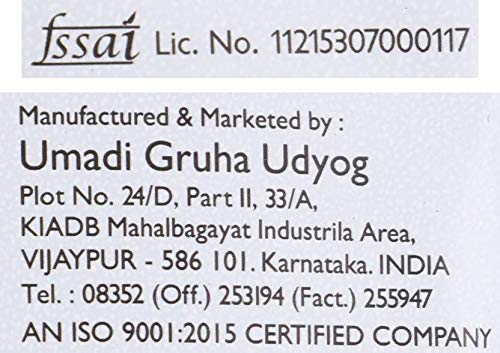 fssai Lic. No. 11215307000117
Manufactured & Marketed by :
Umadi Gruha Udyog
Plot No. 24/D, Part II, 33/A,
KIADB Mahalbagayat Industrila Area,
VIJAYPUR - 586 101. Karnataka. INDIA
Tel. : 08352 (Off.) 253194 (Fact.) 255947
AN ISO 9001:2015 CERTIFIED COMPANY